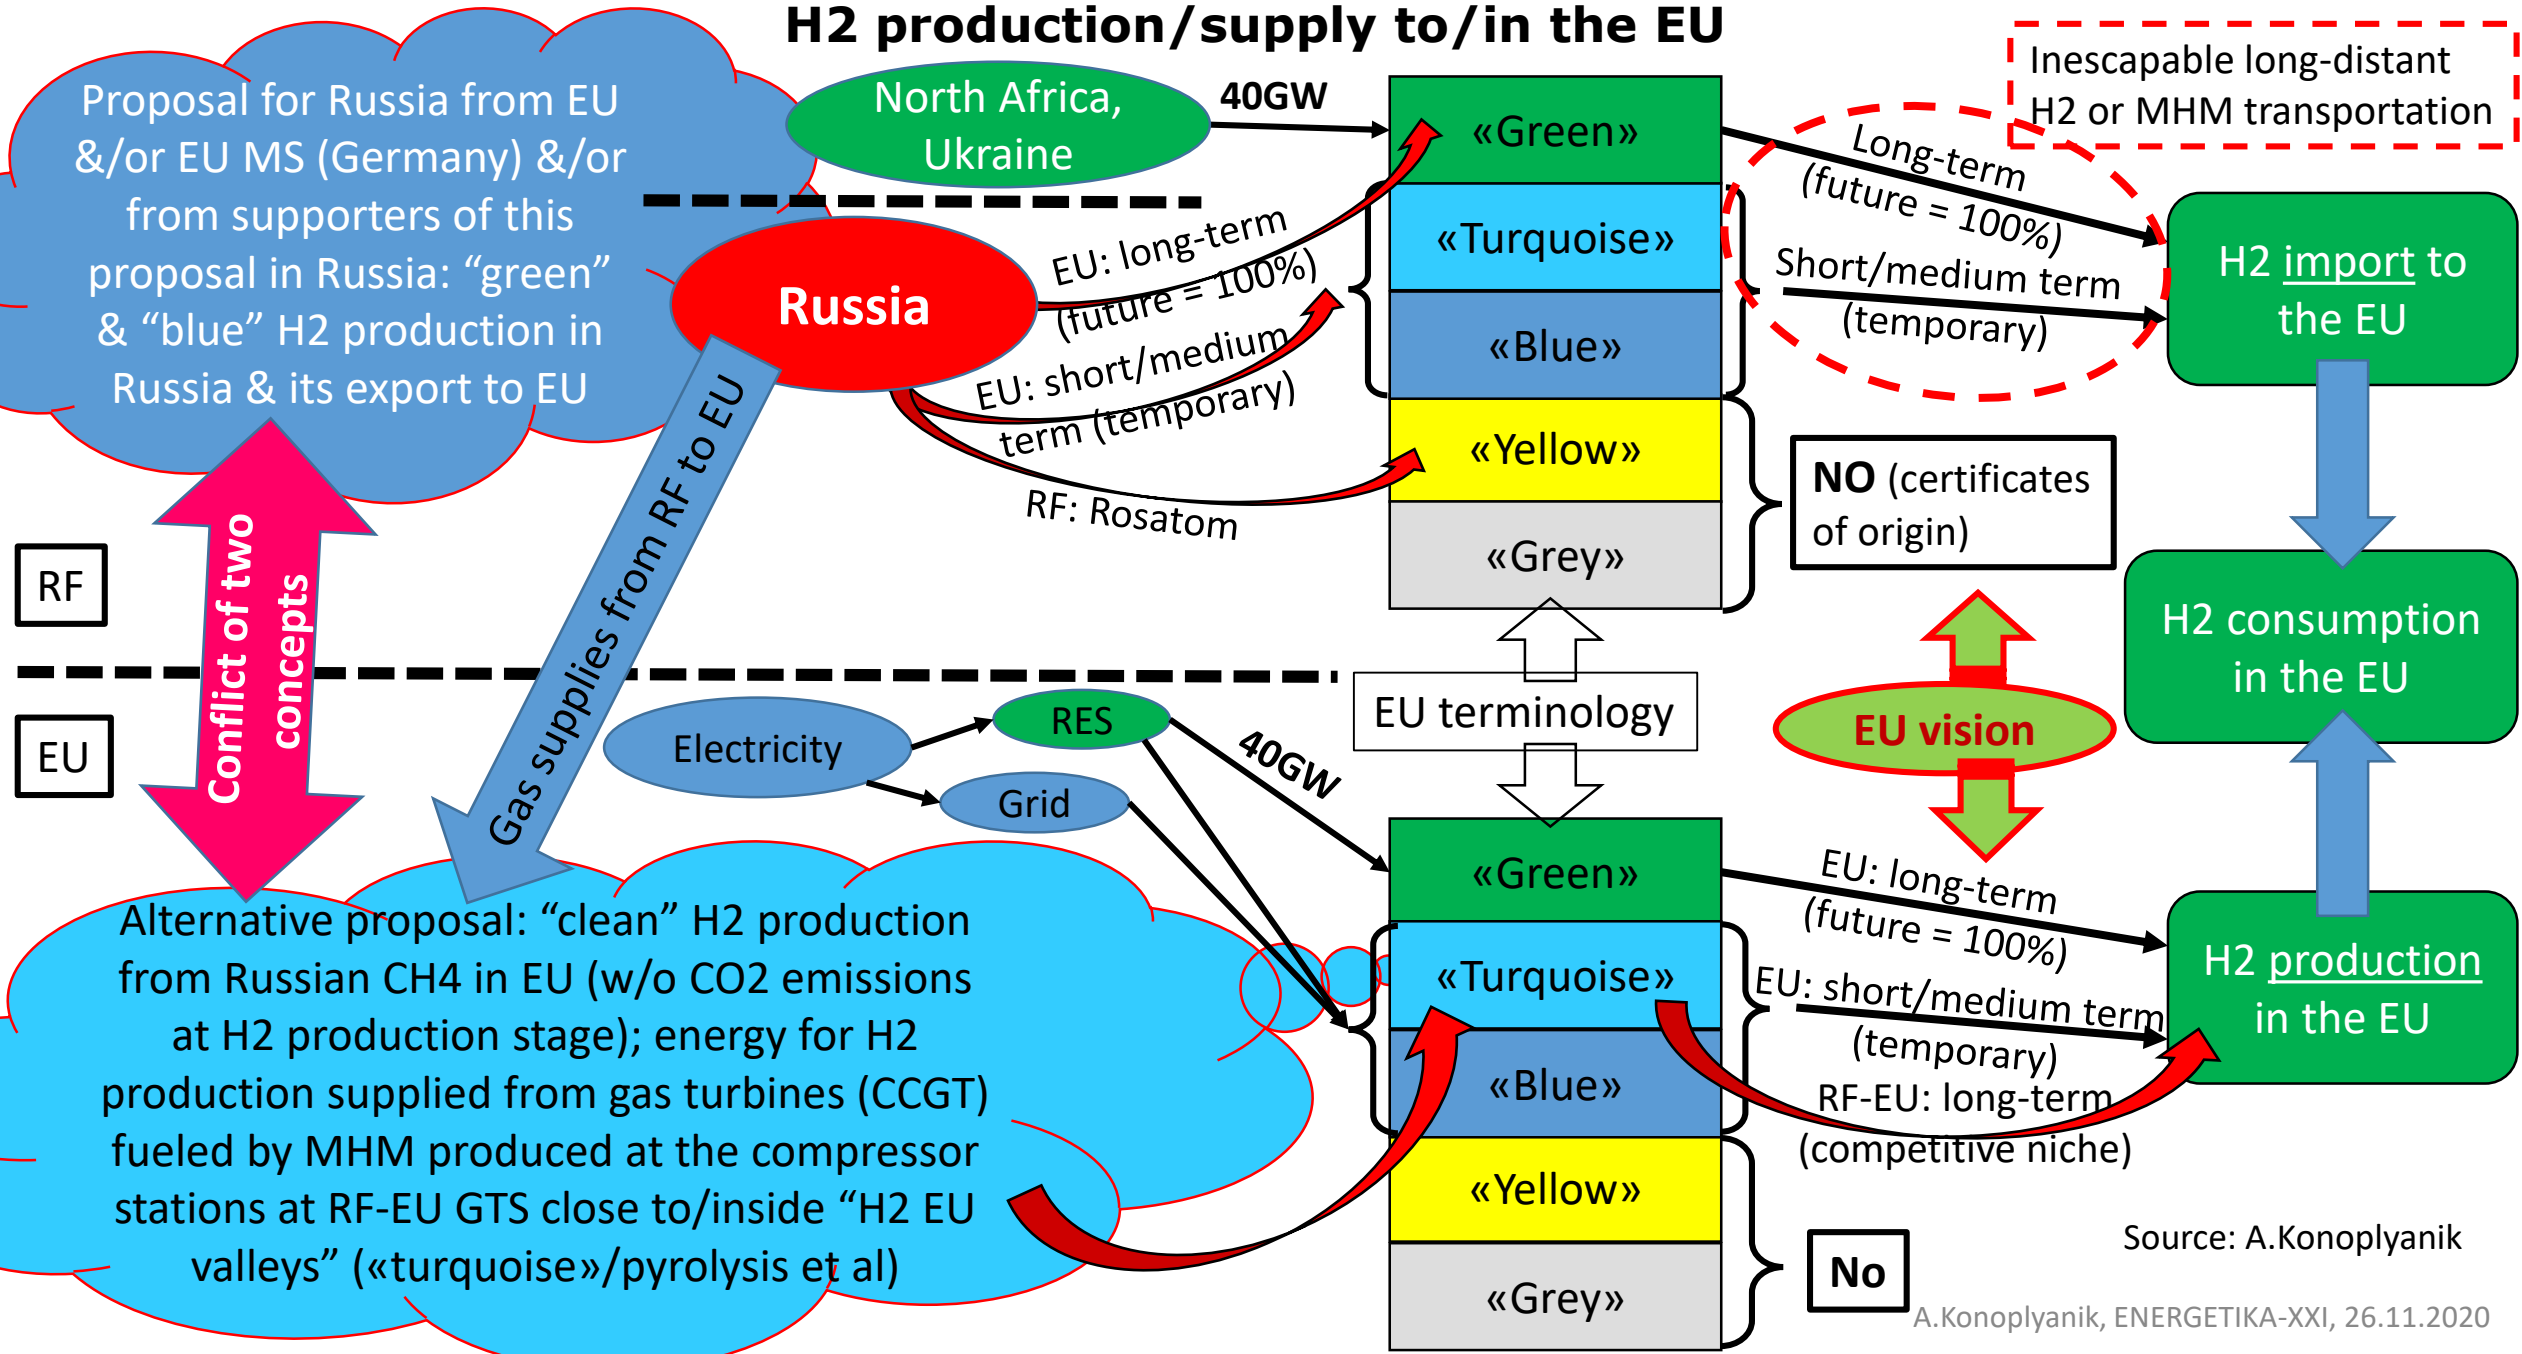 H2 production/supply to/in the EU
Proposal for Russia from EU
&/or EU MS (Germany) &/or
from supporters of this
proposal in Russia: “green”
& “blue” H2 production in
Russia & its export to EU
North Africa,
Ukraine
40GW
Russia
EU: long-term
(future = 100%)
EU: short/medium
term (temporary)
RF: Rosatom
«Green»
«Turquoise»
«Blue»
«Yellow»
«Grey»
Inescapable long-distant
H2 or MHM transportation
Long-term
(future = 100%)
Short/medium term
(temporary)
H2 import to
the EU
NO (certificates
of origin)
H2 consumption
in the EU
RF
EU
Conflict of two
concepts
Gas supplies from RF to EU
Electricity
RES
Grid
40GW
EU terminology
EU vision
Alternative proposal: “clean” H2 production
from Russian CH4 in EU (w/o CO2 emissions
at H2 production stage); energy for H2
production supplied from gas turbines (CCGT)
fueled by MHM produced at the compressor
stations at RF-EU GTS close to/inside “H2 EU
valleys” («turquoise»/pyrolysis et al)
«Green»
«Turquoise»
«Blue»
«Yellow»
«Grey»
EU: long-term
(future = 100%)
EU: short/medium term
(temporary)
RF-EU: long-term
(competitive niche)
H2 production
in the EU
No
Source: A.Konoplyanik
A.Konoplyanik, ENERGETIKA-XXI, 26.11.2020